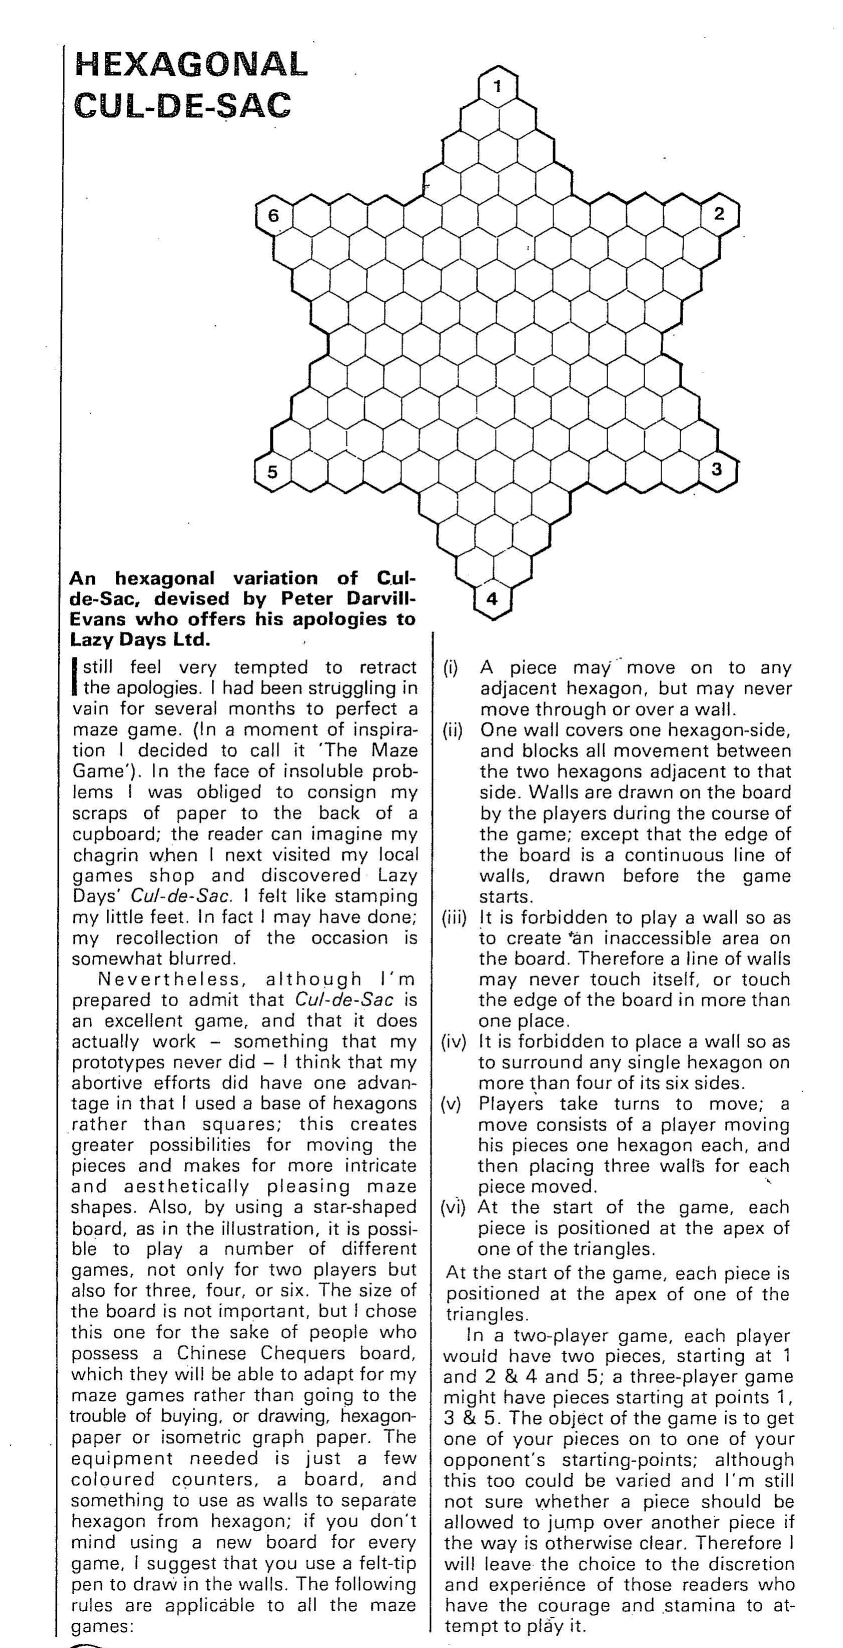 HEXAGONAL
CUL-DE-SAC
1
6
2
5
3
4
An hexagonal variation of Cul-
de-Sac, devised by Peter Darvill-
Evans who offers his apologies to
Lazy Days Ltd.
I still feel very tempted to retract
the apologies. I had been struggling in
vain for several months to perfect a
maze game. (In a moment of inspira-
tion I decided to call it 'The Maze
Game'). In the face of insoluble prob-
lems I was obliged to consign my
scraps of paper to the back of a
cupboard; the reader can imagine my
chagrin when I next visited my local
games shop and discovered Lazy
Days' Cul-de-Sac. I felt like stamping
my little feet. In fact I may have done;
my recollection of the occasion is
somewhat blurred.
Nevertheless, although I'm
prepared to admit that Cul-de-Sac is
an excellent game, and that it does
actually work – something that my
prototypes never did – I think that my
abortive efforts did have one advan-
tage in that I used a base of hexagons
rather than squares; this creates
greater possibilities for moving the
pieces and makes for more intricate
and aesthetically pleasing maze
shapes. Also, by using a star-shaped
board, as in the illustration, it is possi-
ble to play a number of different
games, not only for two players but
also for three, four, or six. The size of
the board is not important, but I chose
this one for the sake of people who
possess a Chinese Chequers board,
which they will be able to adapt for my
maze games rather than going to the
trouble of buying, or drawing, hexagon-
paper or isometric graph paper. The
equipment needed is just a few
coloured counters, a board, and
something to use as walls to separate
hexagon from hexagon; if you don't
mind using a new board for every
game, I suggest that you use a felt-tip
pen to draw in the walls. The following
rules are applicable to all the maze
games:
(i) A piece may move on to any
adjacent hexagon, but may never
move through or over a wall.
(ii) One wall covers one hexagon-side,
and blocks all movement between
the two hexagons adjacent to that
side. Walls are drawn on the board
by the players during the course of
the game; except that the edge of
the board is a continuous line of
walls, drawn before the game
starts.
(iii) It is forbidden to play a wall so as
to create an inaccessible area on
the board. Therefore a line of walls
may never touch itself, or touch
the edge of the board in more than
one place.
(iv) It is forbidden to place a wall so as
to surround any single hexagon on
more than four of its six sides.
(v) Players take turns to move; a
move consists of a player moving
his pieces one hexagon each, and
then placing three walls for each
piece moved.
(vi) At the start of the game, each
piece is positioned at the apex of
one of the triangles.
At the start of the game, each piece is
positioned at the apex of one of the
triangles.
In a two-player game, each player
would have two pieces, starting at 1
and 2 & 4 and 5; a three-player game
might have pieces starting at points 1,
3 & 5. The object of the game is to get
one of your pieces on to one of your
opponent's starting-points; although
this too could be varied and I'm still
not sure whether a piece should be
allowed to jump over another piece if
the way is otherwise clear. Therefore I
will leave the choice to the discretion
and experience of those readers who
have the courage and stamina to at-
tempt to play it.